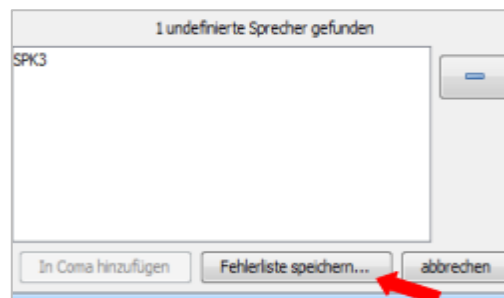 1 undefinierte Sprecher gefunden
SPK3
In Coma hinzufügen Fehlerliste speichern... abbrechen